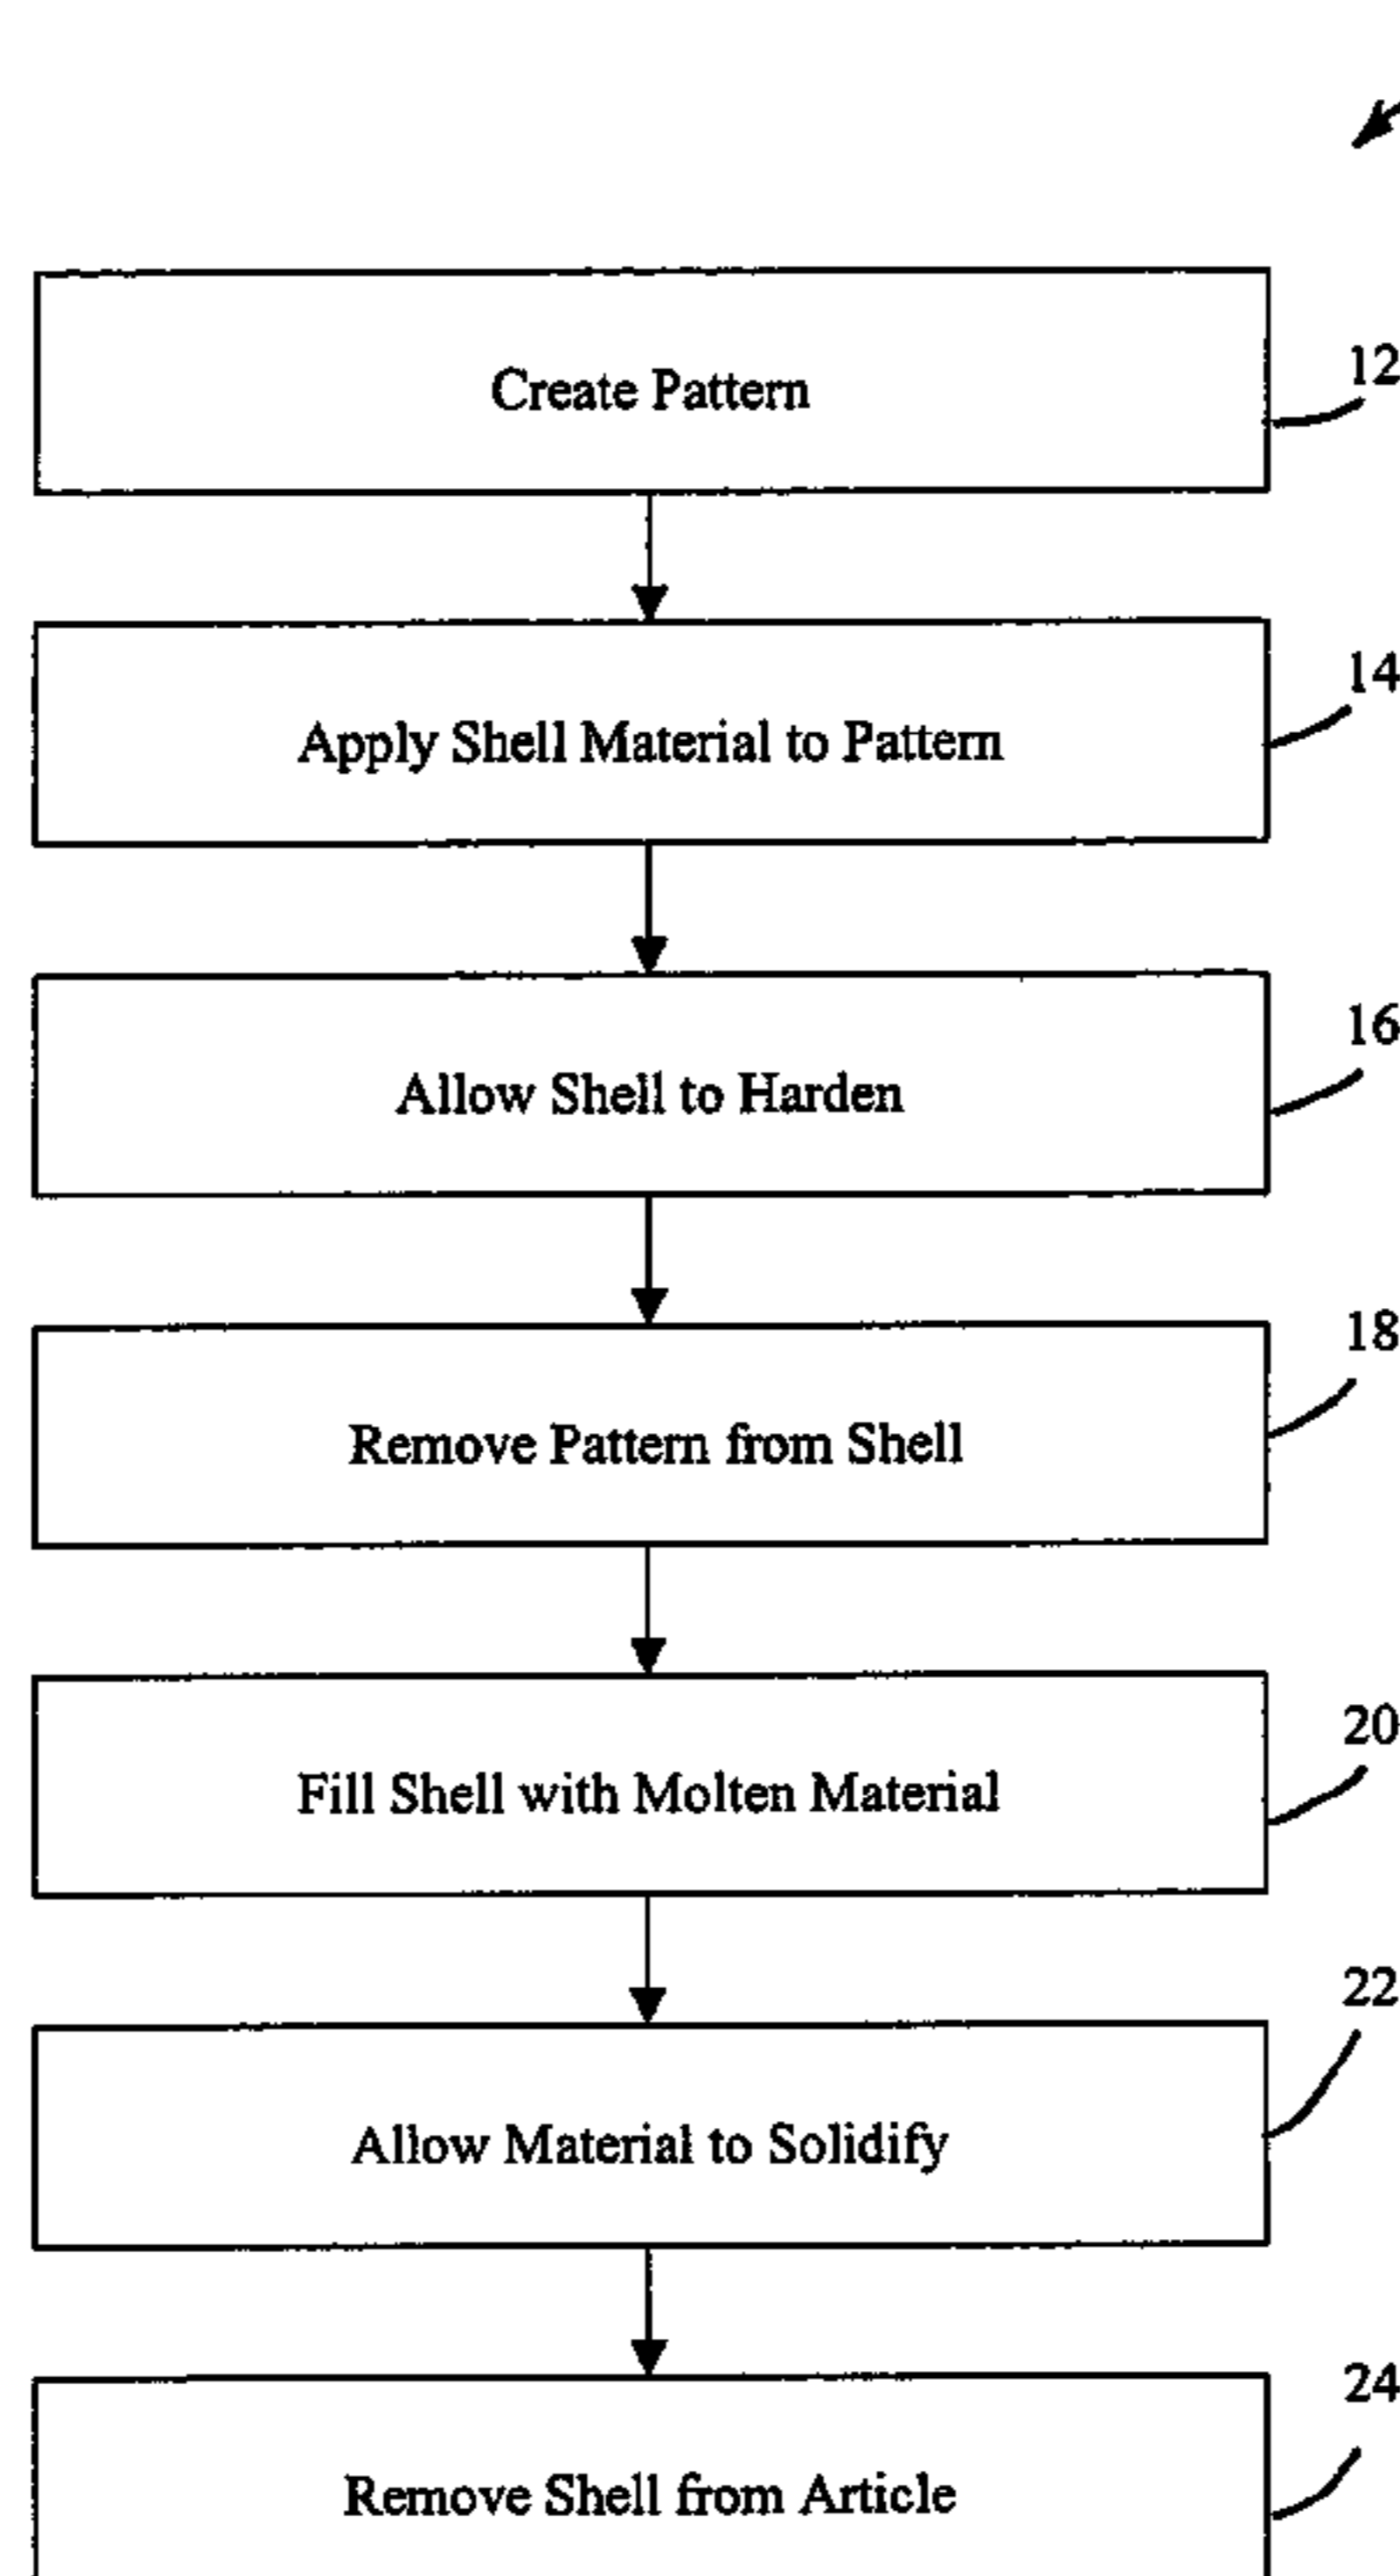 Create Pattern
12
Apply Shell Material to Pattern
14
Allow Shell to Harden
16
Remove Pattern from Shell
18
Fill Shell with Molten Material
20
Allow Material to Solidify
22
Remove Shell from Article
24